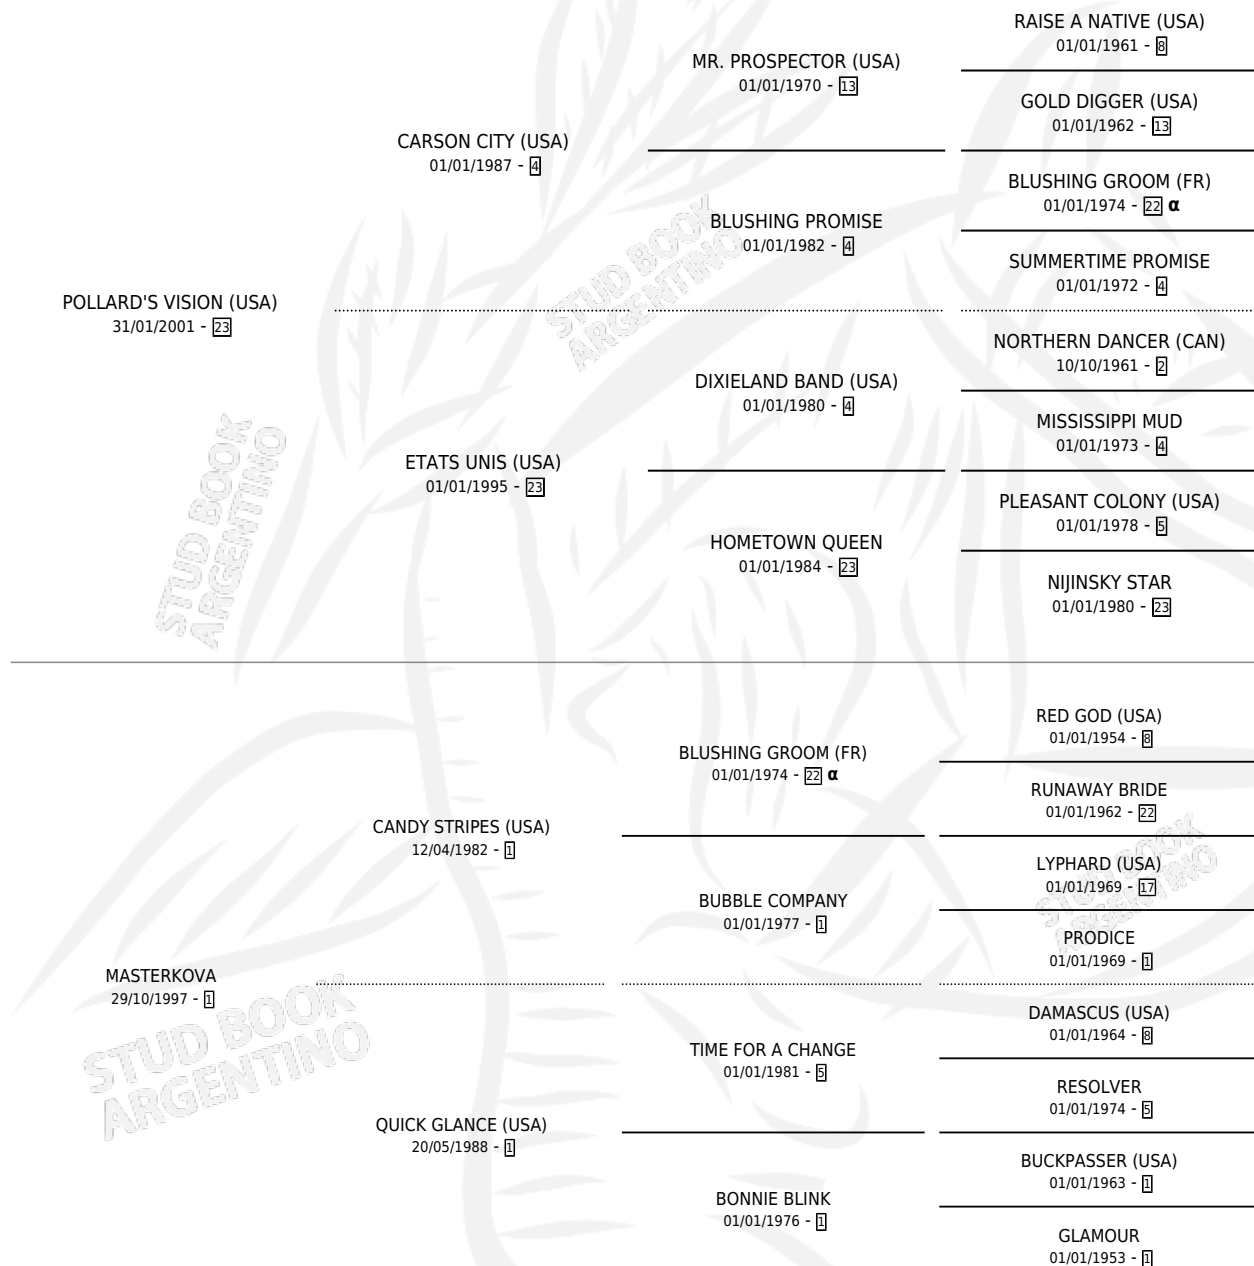 RAISE A NATIVE (USA)
01/01/1961 - 8
MR. PROSPECTOR (USA)
01/01/1970 - 13
GOLD DIGGER (USA)
01/01/1962 - 13
CARSON CITY (USA)
01/01/1987 - 4
BLUSHING GROOM (FR)
01/01/1974 - 22 α
BLUSHING PROMISE
01/01/1982 - 4
SUMMERTIME PROMISE
01/01/1972 - 4
POLLARD'S VISION (USA)
31/01/2001 - 23
NORTHERN DANCER (CAN)
10/10/1961 - 2
DIXIELAND BAND (USA)
01/01/1980 - 4
MISSISSIPPI MUD
01/01/1973 - 4
ETATS UNIS (USA)
01/01/1995 - 23
PLEASANT COLONY (USA)
01/01/1978 - 5
HOMETOWN QUEEN
01/01/1984 - 23
NIJINSKY STAR
01/01/1980 - 23
RED GOD (USA)
01/01/1954 - 8
BLUSHING GROOM (FR)
01/01/1974 - 22 α
RUNAWAY BRIDE
01/01/1962 - 22
CANDY STRIPES (USA)
12/04/1982 - 1
LYPHARD (USA)
01/01/1969 - 17
BUBBLE COMPANY
01/01/1977 - 1
PRODICE
01/01/1969 - 1
MASTERKOVA
29/10/1997 - 1
DAMASCUS (USA)
01/01/1964 - 8
TIME FOR A CHANGE
01/01/1981 - 5
RESOLVER
01/01/1974 - 5
QUICK GLANCE (USA)
20/05/1988 - 1
BUCKPASSER (USA)
01/01/1963 - 1
BONNIE BLINK
01/01/1976 - 1
GLAMOUR
01/01/1953 - 1
STUD BOOK
ARGENTINO
STUD BOOK
ARGENTINO
STUD BOOK
ARGENTINO
STUD BOOK
ARGENTINO